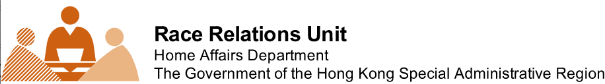 Race Relations Unit
Home Affairs Department
The Government of the Hong Kong Special Administrative Region